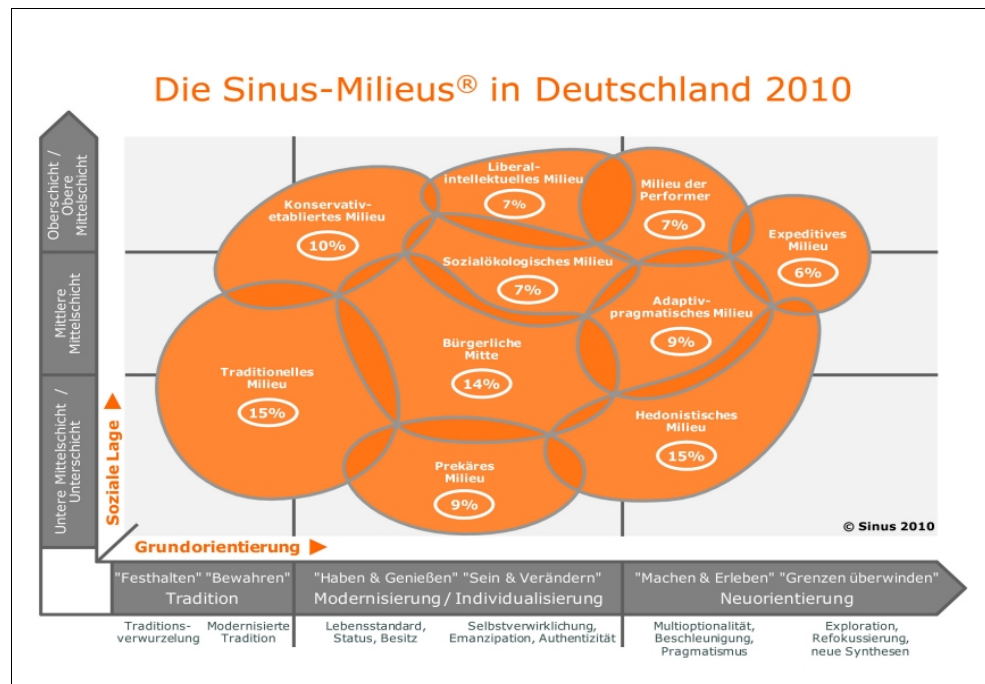 Die Sinus-Milieus® in Deutschland 2010
Oberschicht /
Obere
Mittelschicht
Mittlere
Mittelschicht
Untere Mittelschicht /
Unterschicht
Soziale Lage ▶
Konservativ-
etabliertes Milieu
10%
Liberal-
intellektuelles Milieu
7%
Milieu der
Performer
7%
Expeditives
Milieu
6%
Sozialökologisches Milieu
7%
Adaptiv-
pragmatisches Milieu
9%
Traditionelles
Milieu
15%
Bürgerliche
Mitte
14%
Hedonistisches
Milieu
15%
Prekäres
Milieu
9%
© Sinus 2010
Grundorientierung ▶
"Festhalten" "Bewahren"
Tradition
"Haben & Genießen" "Sein & Verändern"
Modernisierung / Individualisierung
"Machen & Erleben" "Grenzen überwinden"
Neuorientierung
Traditions-
verwurzelung
Modernisierte
Tradition
Lebensstandard,
Status, Besitz
Selbstverwirklichung,
Emanzipation, Authentizität
Multioptionalität,
Beschleunigung,
Pragmatismus
Exploration,
Refokussierung,
neue Synthesen